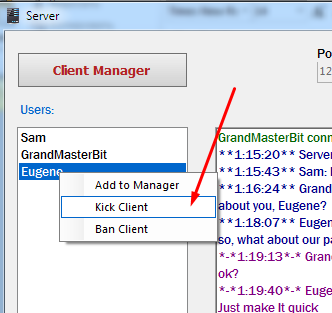 Server
Client Manager
Po
12
Users:
Sam
GrandMasterBit
Eugene
Add to Manager
Kick Client
Ban Client
GrandMasterBit conn
**1:15:20** Server
**1:15:43** Sam: I
**1:16:24** Grand
about you, Eugene?
**1:18:07** Eugen
so, what about our pa
*-*1:19:13-* Grand
ok?
*-*1:19:40-* Euge
Just make It quick